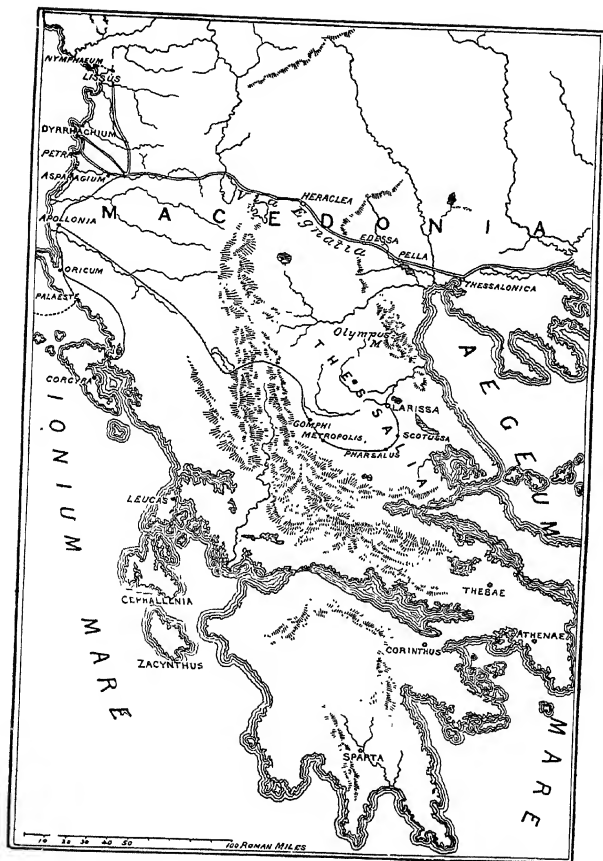 NYMPHAEUM
LISSUS
DYRRHACHIUM
PETRA
ASPARAGIUM
APOLLONIA
MACEDONIA
HERACLEA
Via Egnatia
EDESSA
PELLA
THESSALONICA
ORICUM
PALAESTE
Olympus
M.
THESSALIA
CORCYRA
LARISSA
GOMPHI
METROPOLIS,
SCOTUSSA
PHARSALUS
AEGEUM MARE
IONIUM MARE
LEUCAS
CEPHALLENIA
ZACYNTHUS
THEBAE
ATHENAE
CORINTHUS
SPARTA
10 20 30 40 50 100 ROMAN MILES